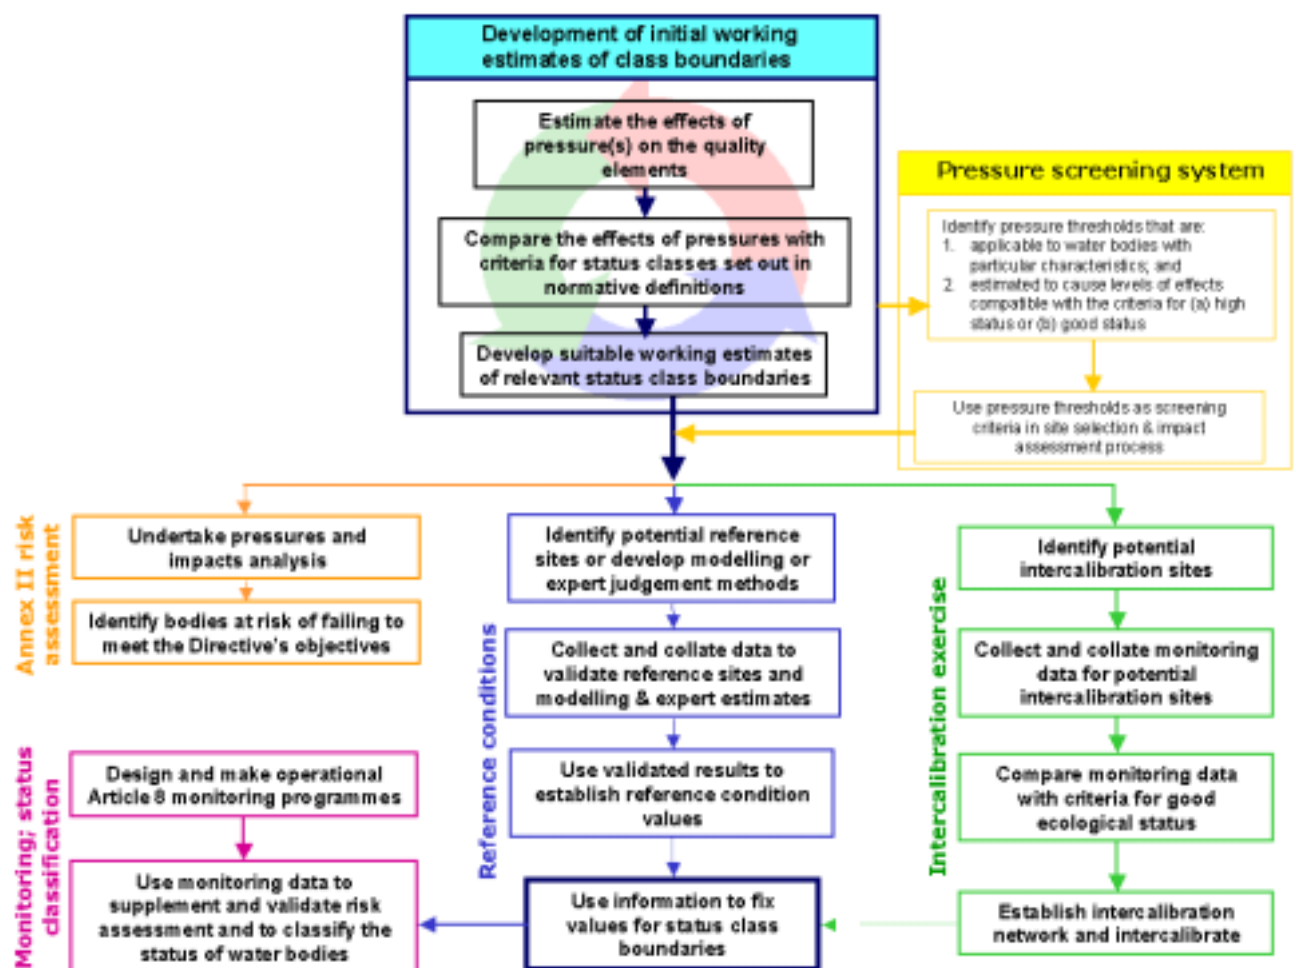 Development of initial working
estimates of class boundaries
Estimate the effects of
pressure(s) on the quality
elements
Compare the effects of pressures with
criteria for status classes set out in
normative definitions
Develop suitable working estimates
of relevant status class boundaries
Pressure screening system
Identify pressure thresholds that are:
1. applicable to water bodies with
particular characteristics; and
2. estimated to cause levels of effects
compatible with the criteria for (a) high
status or (b) good status
Use pressure thresholds as screening
criteria in site selection & impact
assessment process
Annex II risk
assessment
Undertake pressures and
impacts analysis
Identify bodies at risk of failing to
meet the Directive's objectives
Monitoring; status
classification
Design and make operational
Article 8 monitoring programmes
Use monitoring data to
supplement and validate risk
assessment and to classify the
status of water bodies
Reference conditions
Identify potential reference
sites or develop modelling or
expert judgement methods
Collect and collate data to
validate reference sites and
modelling & expert estimates
Use validated results to
establish reference condition
values
Use information to fix
values for status class
boundaries
Intercalibration exercise
Identify potential
intercalibration sites
Collect and collate monitoring
data for potential
intercalibration sites
Compare monitoring data
with criteria for good
ecological status
Establish intercalibration
network and intercalibrate